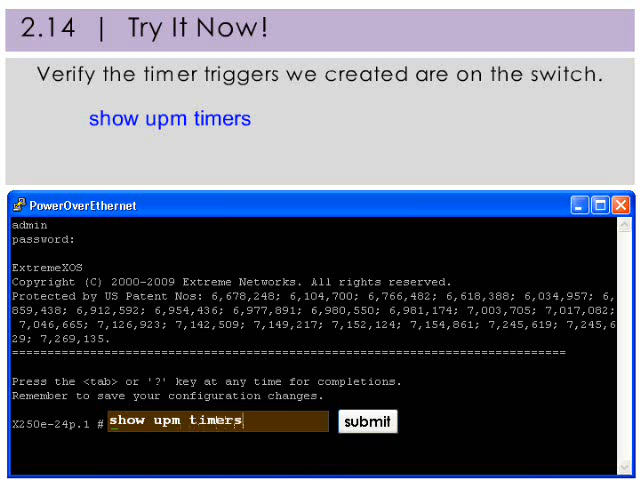 2.14 | Try It Now!
Verify the timer triggers we created are on the switch.
show upm timers
PowerOverEthernet
admin
password:
ExtremeXOS
Copyright (C) 2000-2009 Extreme Networks. All rights reserved.
Protected by US Patent Nos: 6,678,248; 6,104,700; 6,766,482; 6,618,388; 6,034,957; 6,
859,438; 6,912,592; 6,954,436; 6,977,891; 6,980,550; 6,981,174; 7,003,705; 7,017,082;
7,046,665; 7,126,923; 7,142,509; 7,149,217; 7,152,124; 7,154,861; 7,245,619; 7,245,6
29; 7,269,135.
==============================================================================
Press the <tab> or '?' key at any time for completions.
Remember to save your configuration changes.
X250e-24p.1 # show upm timers submit